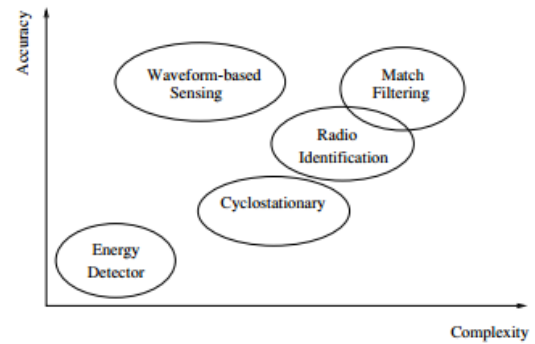 Accuracy
Waveform-based
Sensing
Match
Filtering
Radio
Identification
Cyclostationary
Energy
Detector
Complexity